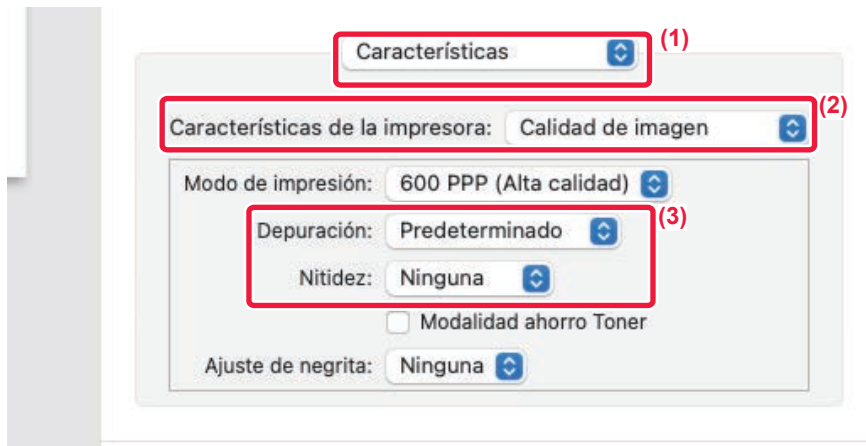 Características (1)
Características de la impresora: Calidad de imagen (2)
Modo de impresión: 600 PPP (Alta calidad)
Depuración: Predeterminado (3)
Nitidez: Ninguna
Modalidad ahorro Toner
Ajuste de negrita: Ninguna